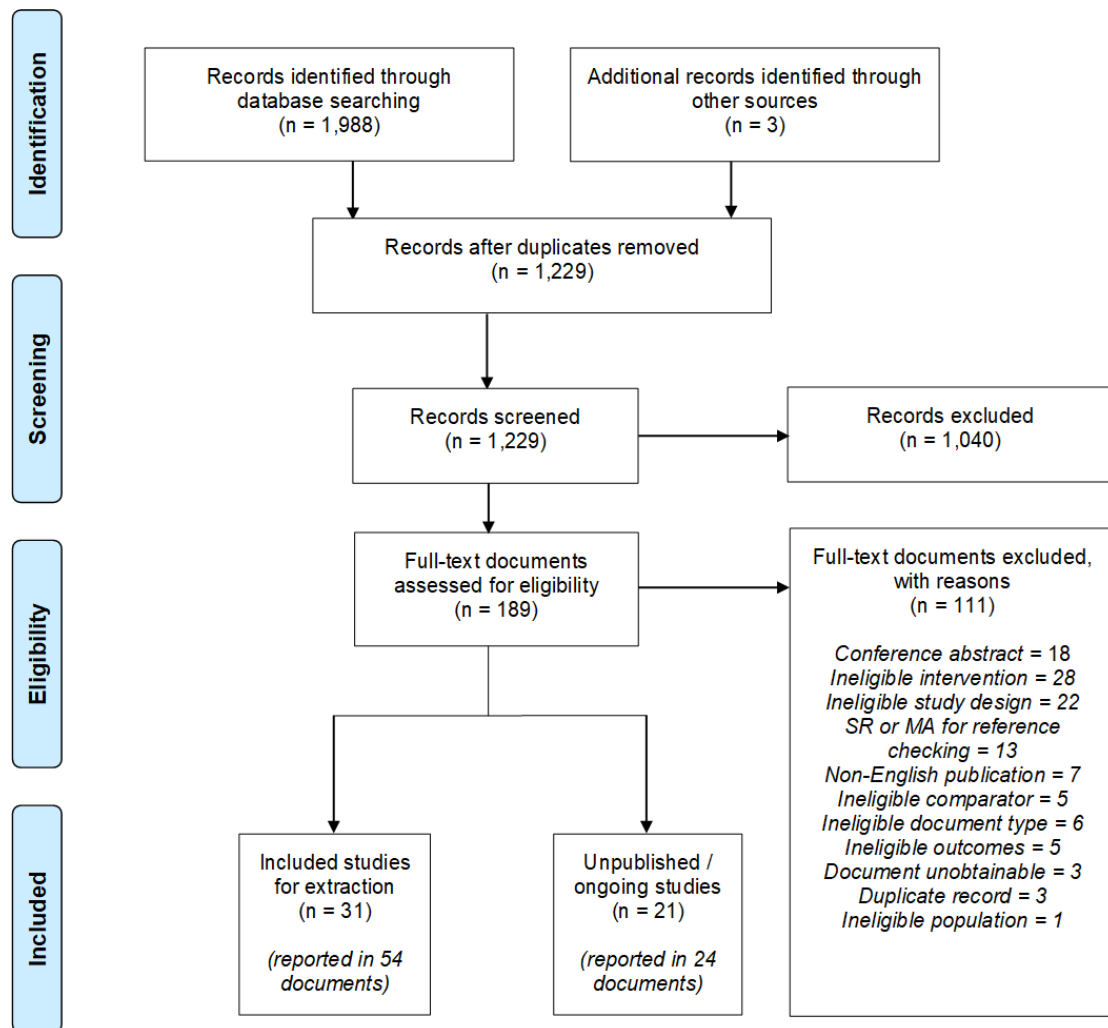 Identification
Records identified through
database searching
(n = 1,988)
Additional records identified through
other sources
(n = 3)
Records after duplicates removed
(n = 1,229)
Screening
Records screened
(n = 1,229)
Records excluded
(n = 1,040)
Eligibility
Full-text documents
assessed for eligibility
(n = 189)
Full-text documents excluded,
with reasons
(n = 111)
Conference abstract = 18
Ineligible intervention = 28
Ineligible study design = 22
SR or MA for reference
checking = 13
Non-English publication = 7
Ineligible comparator = 5
Ineligible document type = 6
Ineligible outcomes = 5
Document unobtainable = 3
Duplicate record = 3
Ineligible population = 1
Included
Included studies
for extraction
(n = 31)
(reported in 54
documents)
Unpublished /
ongoing studies
(n = 21)
(reported in 24
documents)